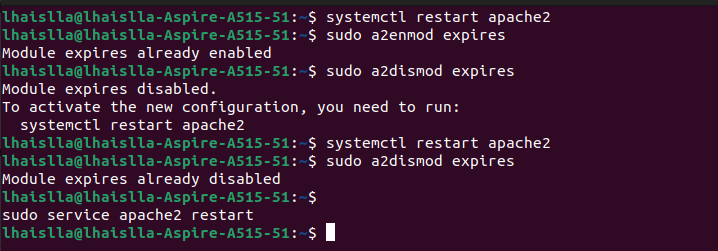 lhaislla@lhaislla-Aspire-A515-51:~$ systemctl restart apache2
lhaislla@lhaislla-Aspire-A515-51:~$ sudo a2enmod expires
Module expires already enabled
lhaislla@lhaislla-Aspire-A515-51:~$ sudo a2dismod expires
Module expires disabled.
To activate the new configuration, you need to run:
  systemctl restart apache2
lhaislla@lhaislla-Aspire-A515-51:~$ systemctl restart apache2
lhaislla@lhaislla-Aspire-A515-51:~$ sudo a2dismod expires
Module expires already disabled
lhaislla@lhaislla-Aspire-A515-51:~$
sudo service apache2 restart
lhaislla@lhaislla-Aspire-A515-51:~$